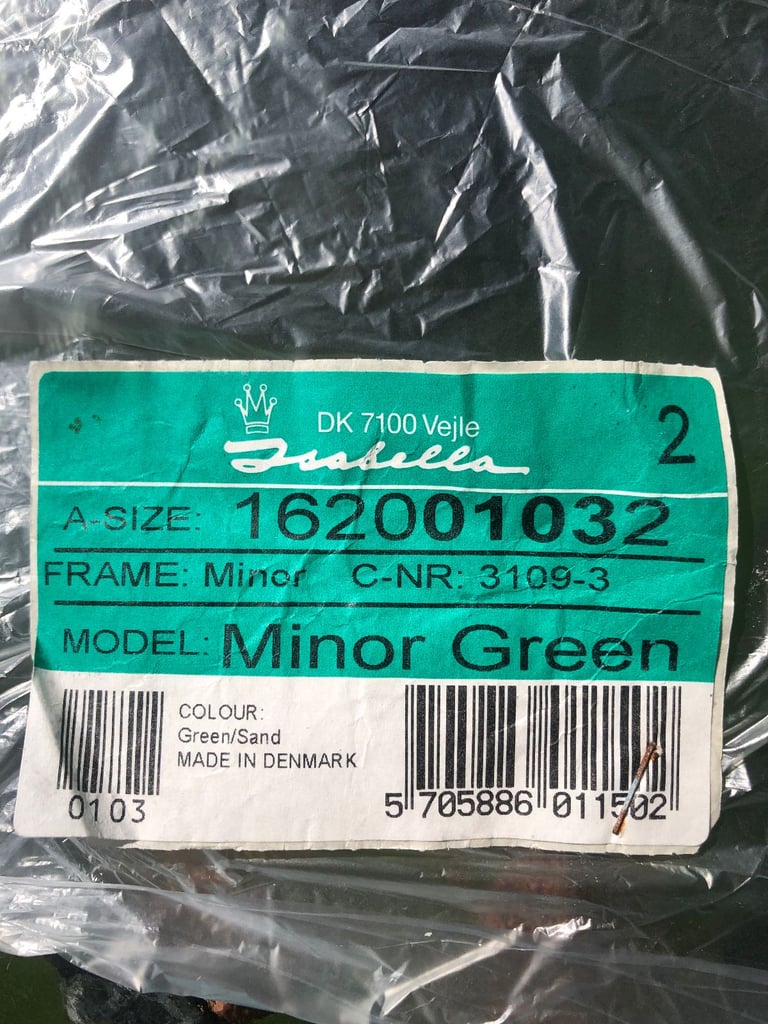 DK 7100 Vejle
Isabella
2
A-SIZE: 162001032
FRAME: Minor C-NR: 3109-3
MODEL: Minor Green
COLOUR:
Green/Sand
MADE IN DENMARK
0103
5 705886 011502